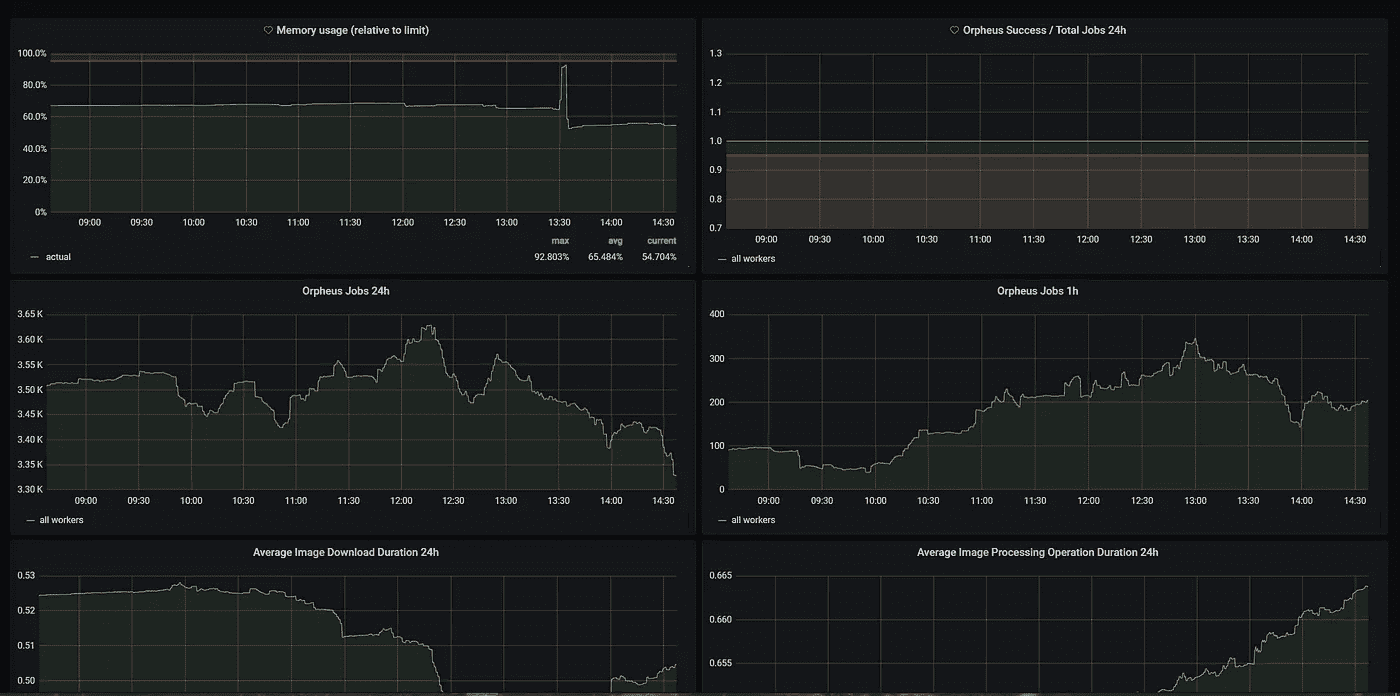 Memory usage (relative to limit)
100.0%
80.0%
60.0%
40.0%
20.0%
0%
09:00 09:30 10:00 10:30 11:00 11:30 12:00 12:30 13:00 13:30 14:00 14:30
max avg current
actual 92.803% 65.484% 54.704%
Orpheus Success / Total Jobs 24h
1.3
1.2
1.1
1.0
0.9
0.8
0.7
09:00 09:30 10:00 10:30 11:00 11:30 12:00 12:30 13:00 13:30 14:00 14:30
all workers
Orpheus Jobs 24h
3.65 K
3.60 K
3.55 K
3.50 K
3.45 K
3.40 K
3.35 K
3.30 K
09:00 09:30 10:00 10:30 11:00 11:30 12:00 12:30 13:00 13:30 14:00 14:30
all workers
Orpheus Jobs 1h
400
300
200
100
0
09:00 09:30 10:00 10:30 11:00 11:30 12:00 12:30 13:00 13:30 14:00 14:30
all workers
Average Image Download Duration 24h
0.53
0.52
0.51
0.50
Average Image Processing Operation Duration 24h
0.665
0.660
0.655